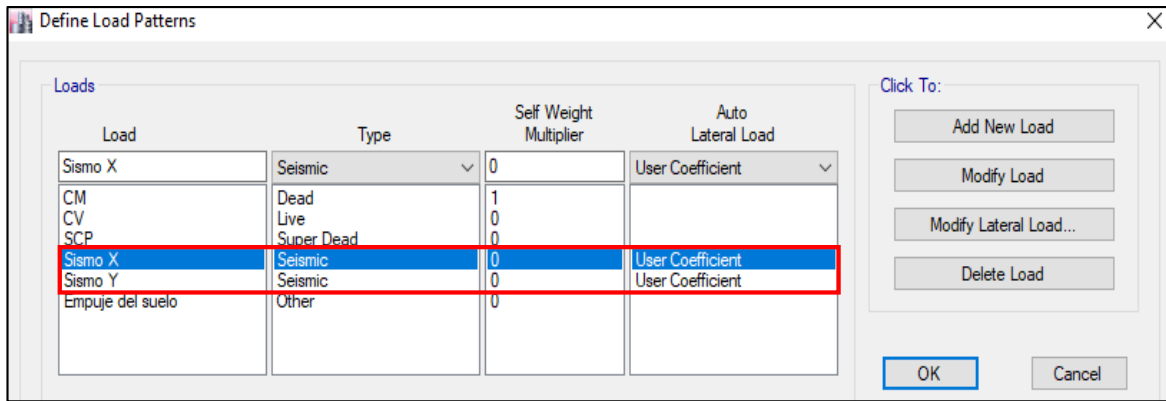 Define Load Patterns
Loads
Click To:
Load Type Self Weight Multiplier Auto Lateral Load
Sismo X Seismic 0 User Coefficient
CM Dead 1
CV Live 0
SCP Super Dead 0
Sismo X Seismic 0 User Coefficient
Sismo Y Seismic 0 User Coefficient
Empuje del suelo Other 0
Add New Load
Modify Load
Modify Lateral Load...
Delete Load
OK Cancel